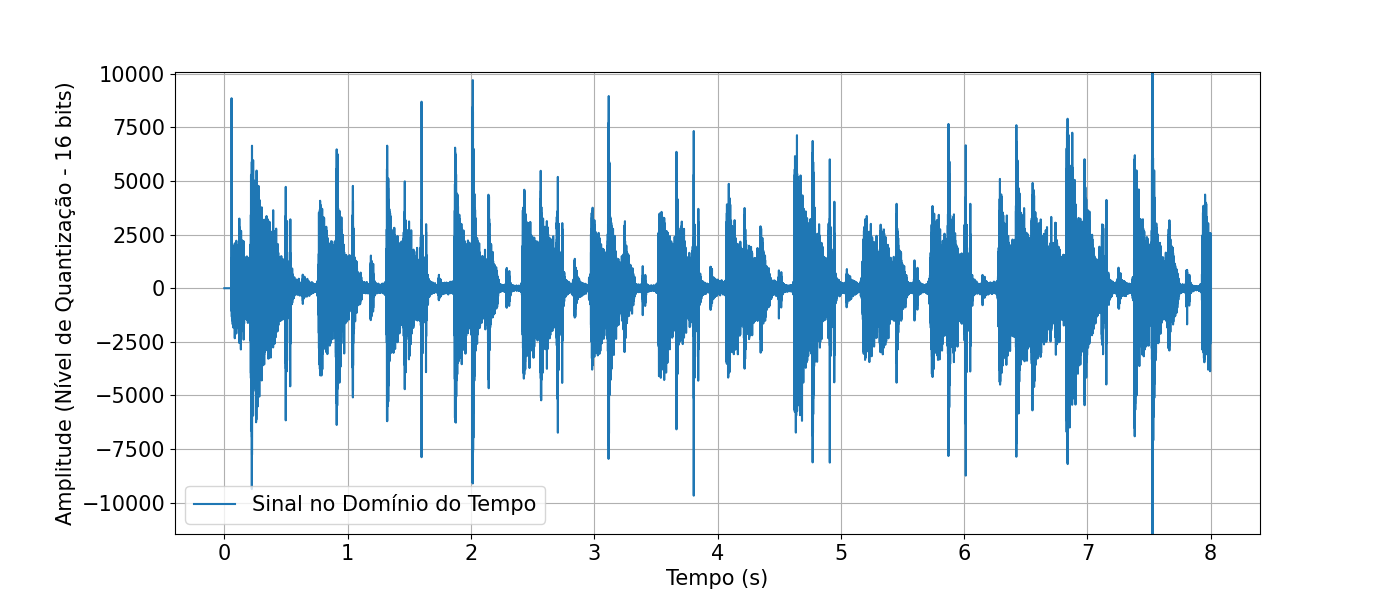 Amplitude (Nível de Quantização - 16 bits)
10000
7500
5000
2500
0
−2500
−5000
−7500
−10000
Sinal no Domínio do Tempo
0 1 2 3 4 5 6 7 8
Tempo (s)